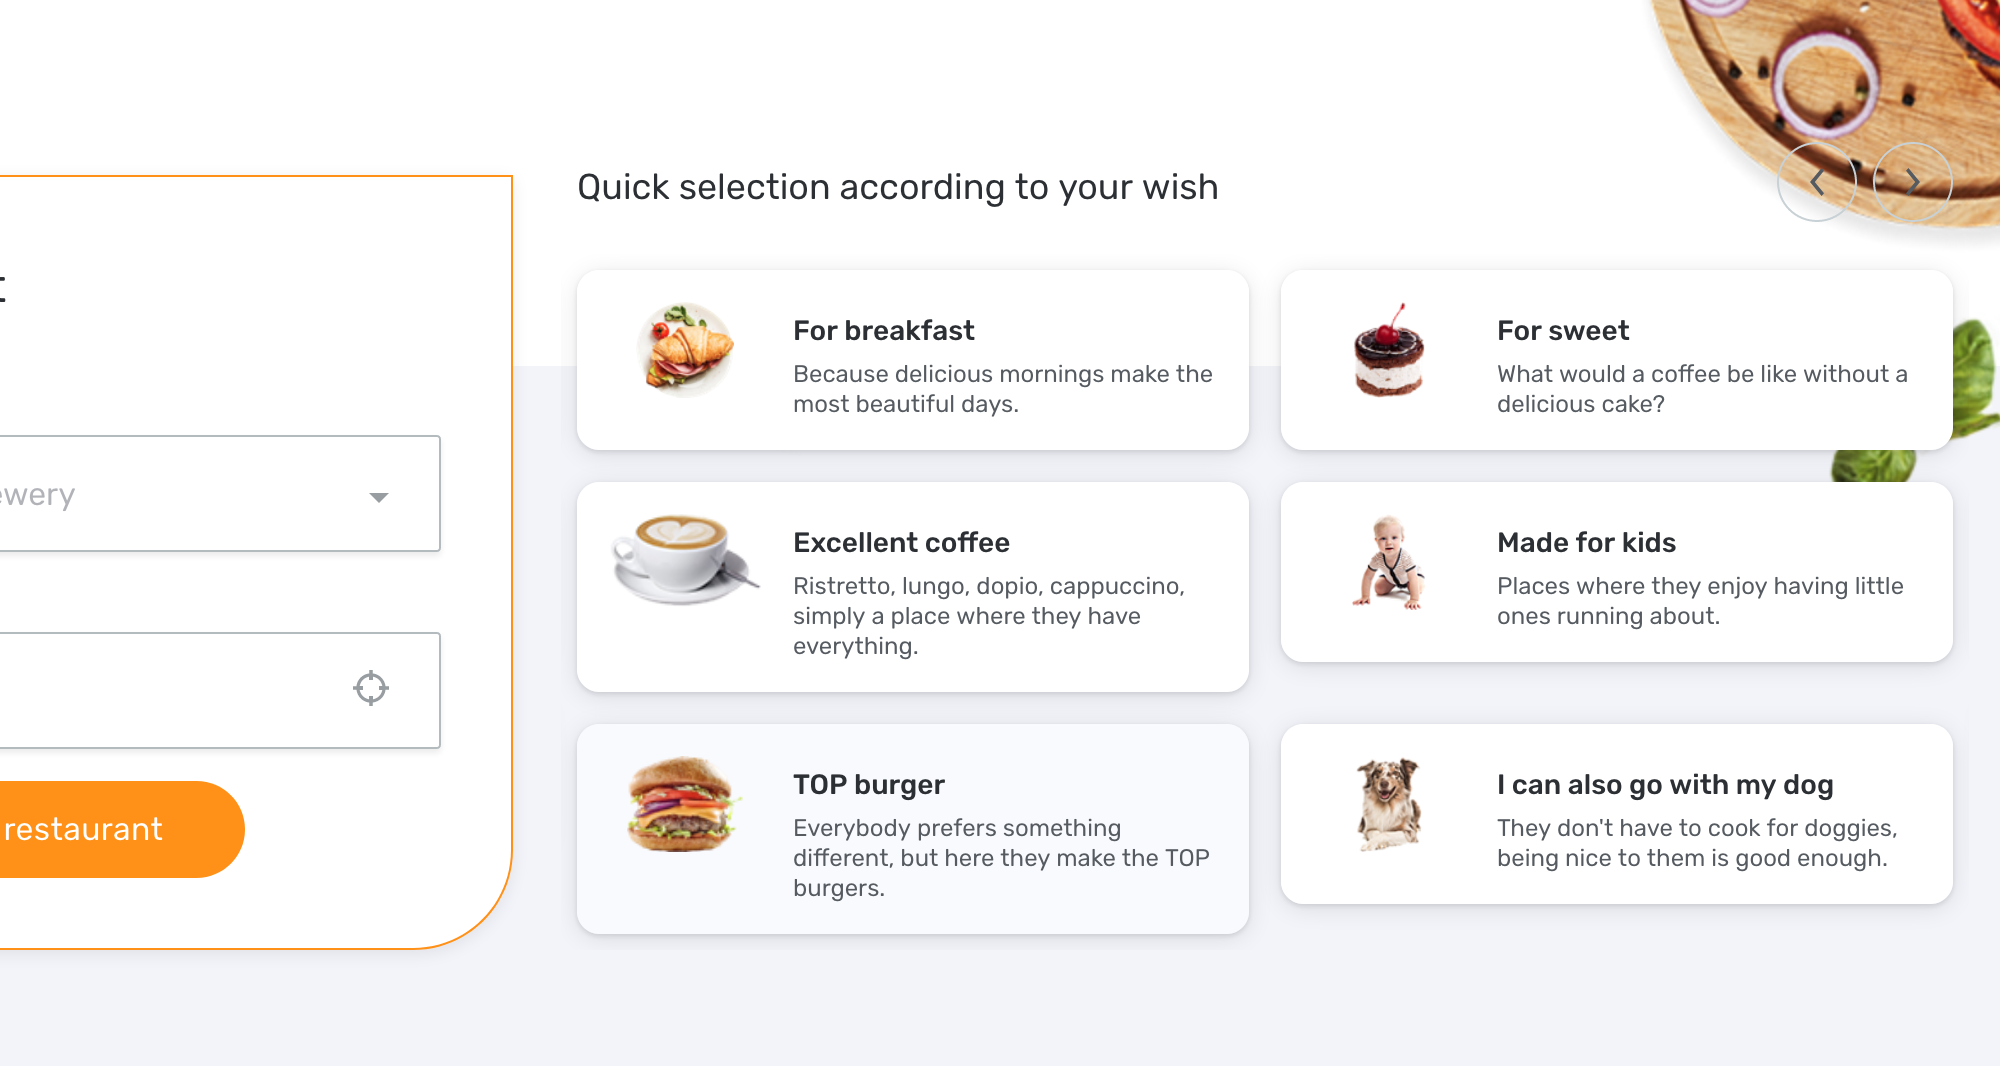 restaurant
Quick selection according to your wish
For breakfast
Because delicious mornings make the
most beautiful days.
For sweet
What would a coffee be like without a
delicious cake?
Excellent coffee
Ristretto, lungo, dopio, cappuccino,
simply a place where they have
everything.
Made for kids
Places where they enjoy having little
ones running about.
TOP burger
Everybody prefers something
different, but here they make the TOP
burgers.
I can also go with my dog
They don't have to cook for doggies,
being nice to them is good enough.